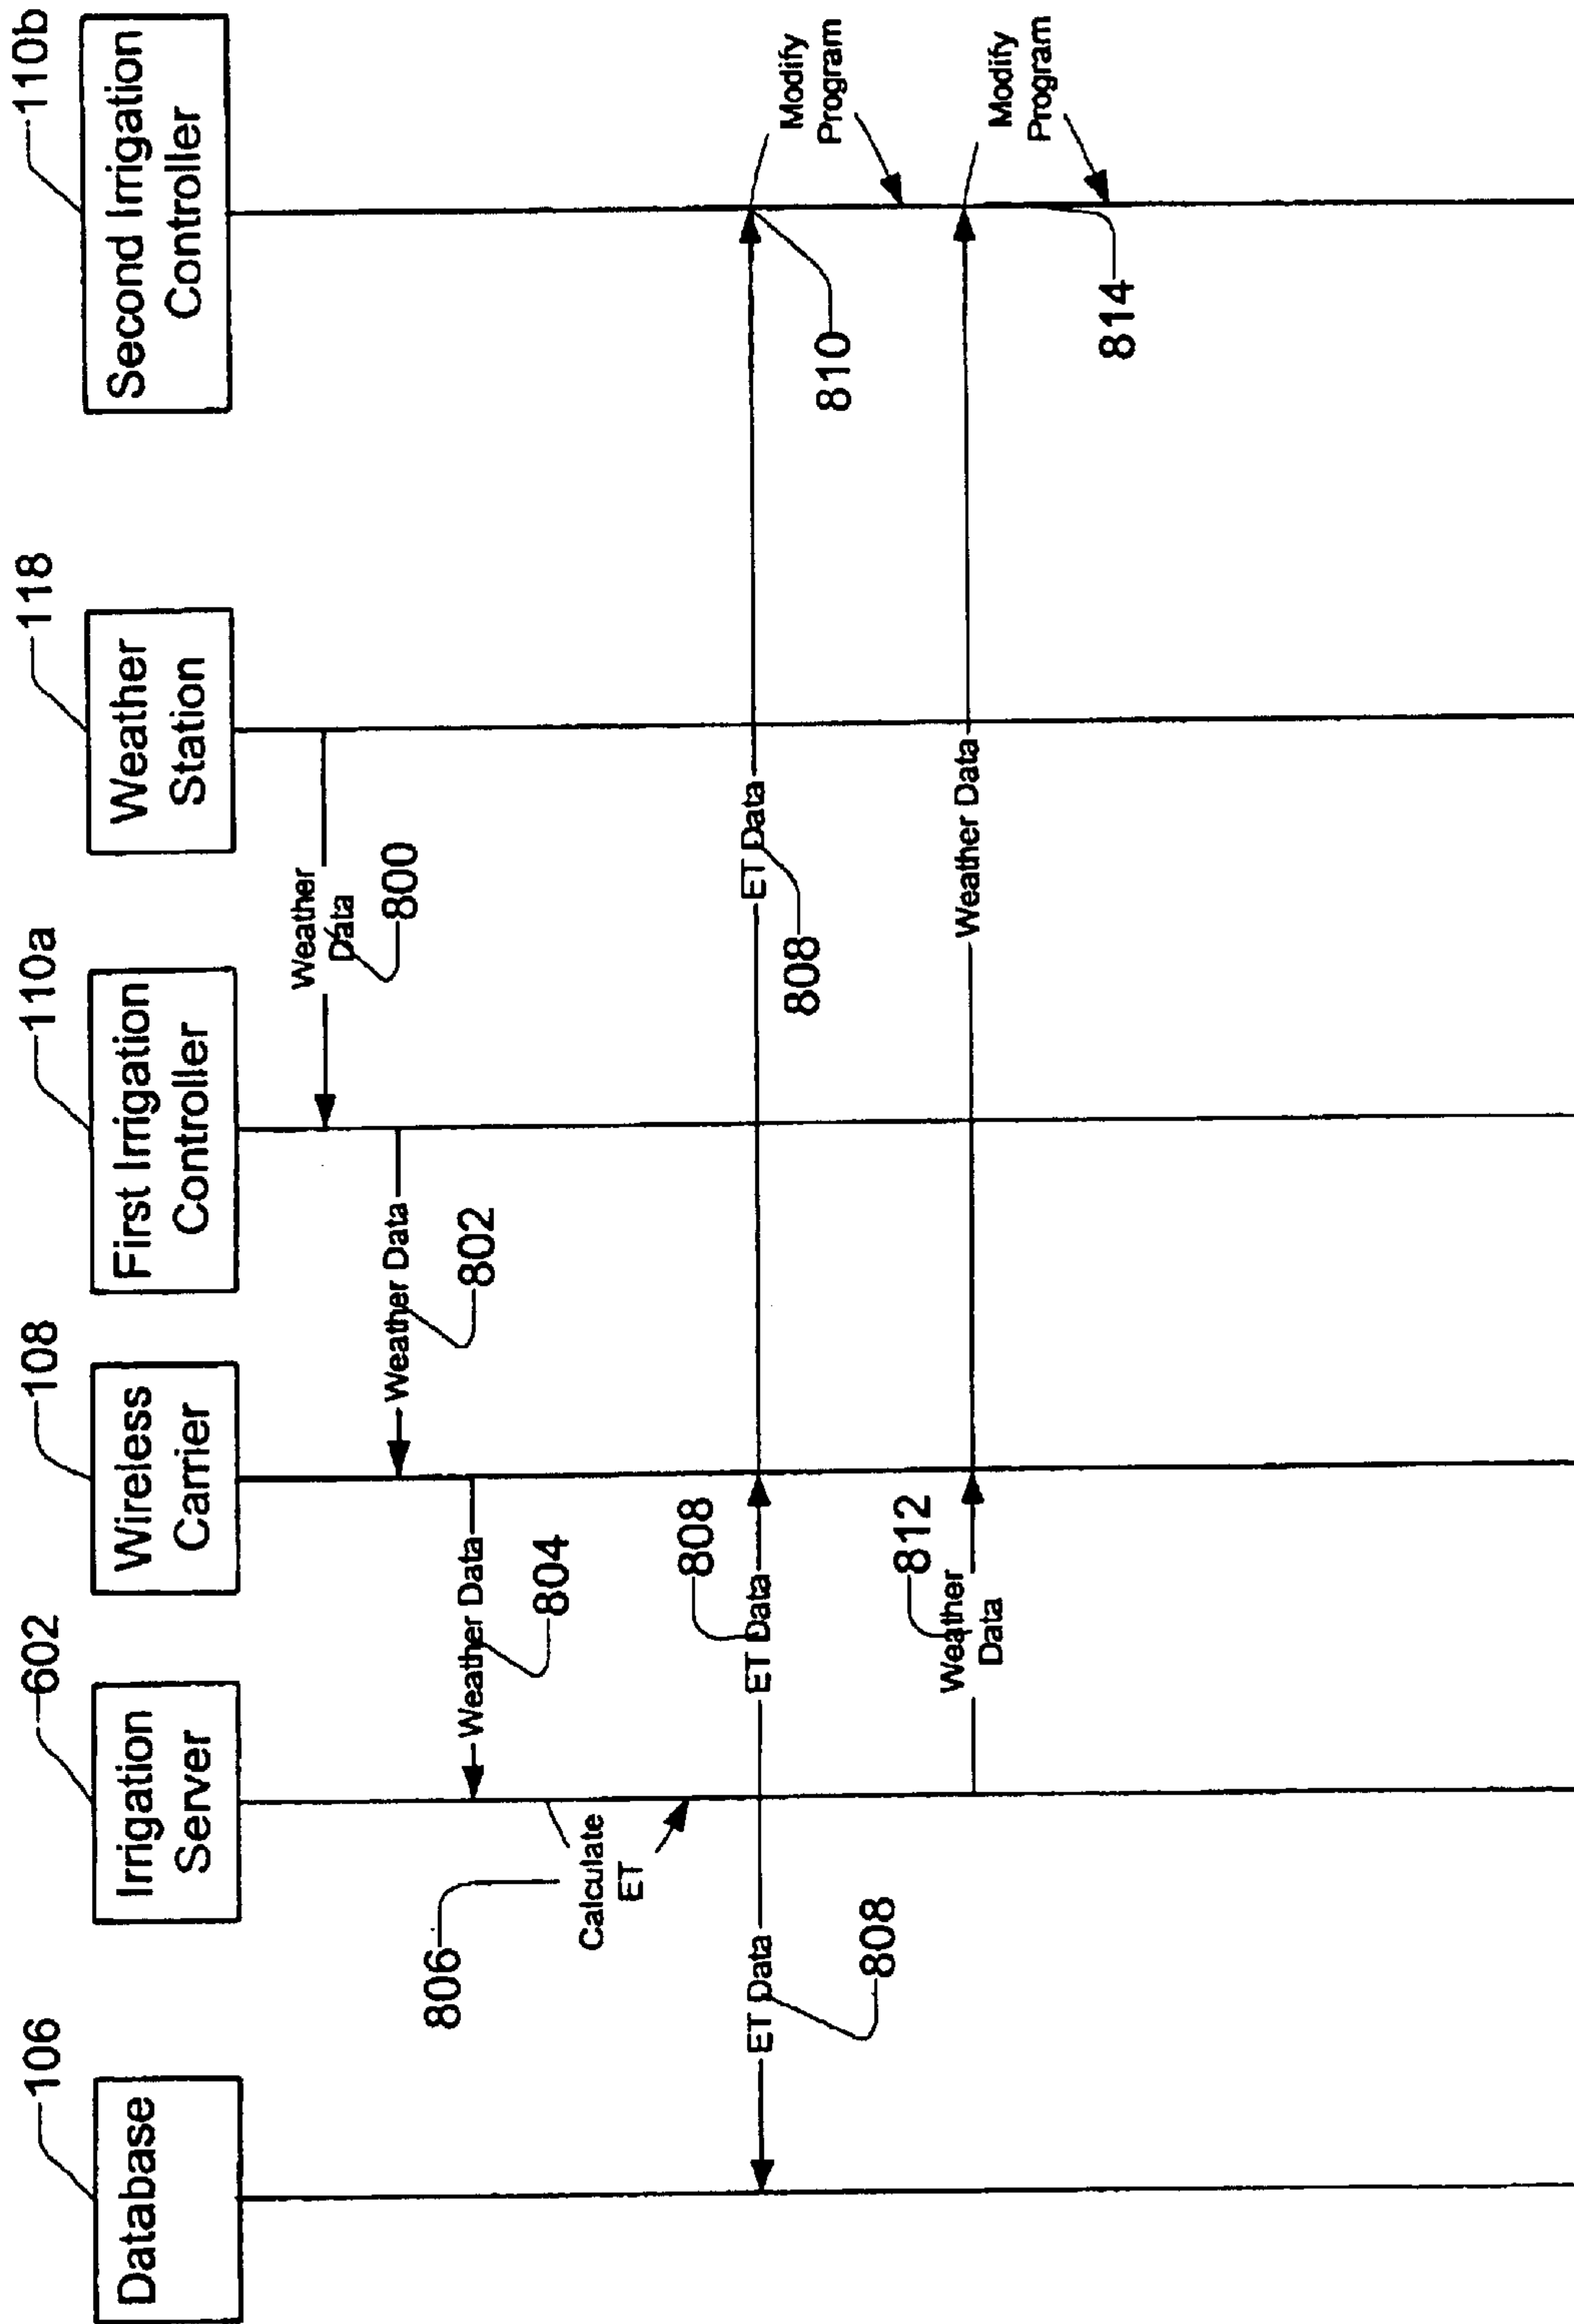 106
602
108
110a
118
110b
Database
Irrigation
Server
Wireless
Carrier
First Irrigation
Controller
Weather
Station
Second Irrigation
Controller
Weather
Data
800
Weather Data
802
Weather Data
804
806
Calculate
ET
808
ET Data
ET Data
ET Data
808
808
810
Modify
Program
812
Weather
Data
Weather Data
814
Modify
Program